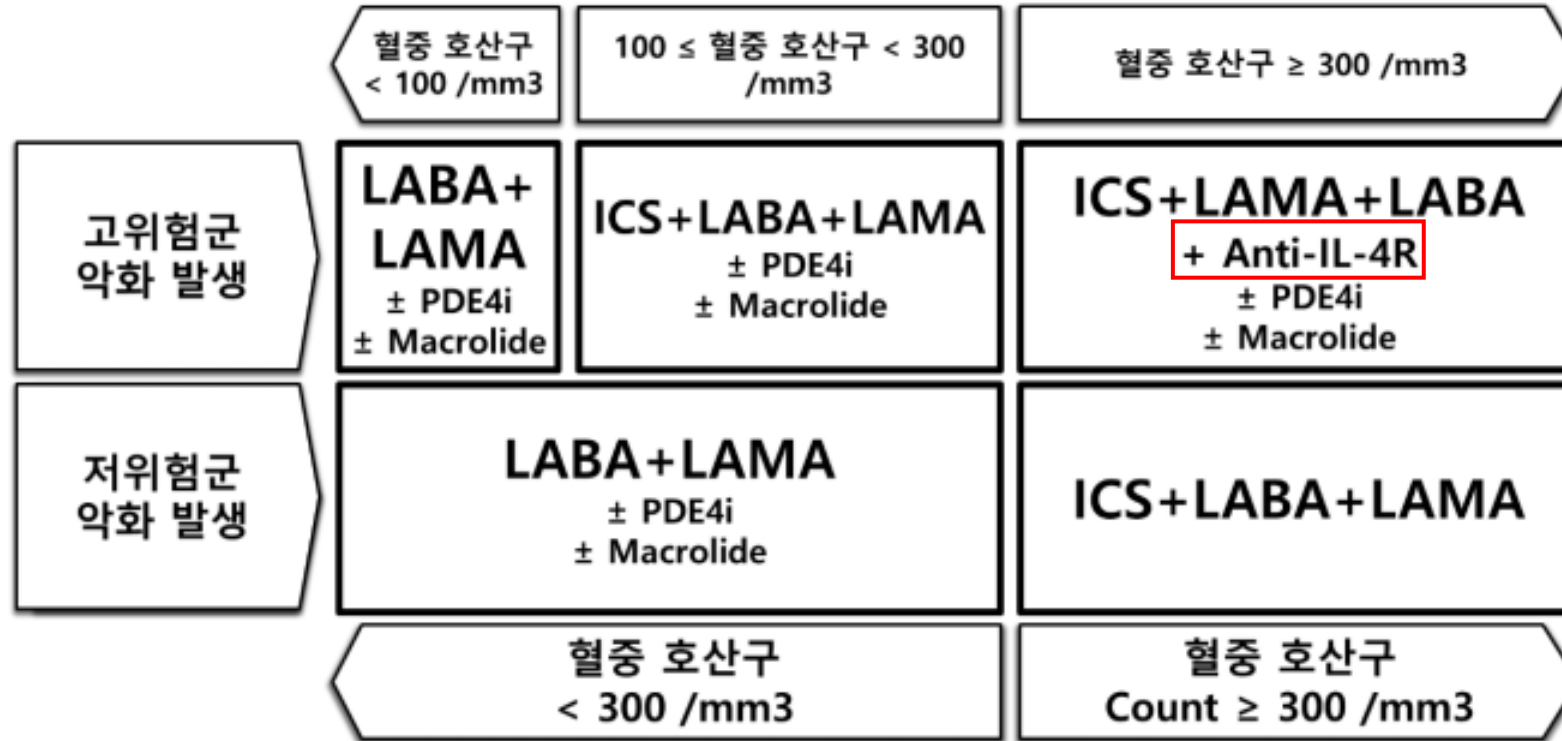 혈중 호산구
< 100 /mm3
100 ≤ 혈중 호산구 < 300
/mm3
혈중 호산구 ≥ 300 /mm3
고위험군
악화 발생
LABA+
LAMA
± PDE4i
± Macrolide
ICS+LABA+LAMA
± PDE4i
± Macrolide
ICS+LAMA+LABA
+ Anti-IL-4R
± PDE4i
± Macrolide
저위험군
악화 발생
LABA+LAMA
± PDE4i
± Macrolide
ICS+LABA+LAMA
혈중 호산구
< 300 /mm3
혈중 호산구
Count ≥ 300 /mm3